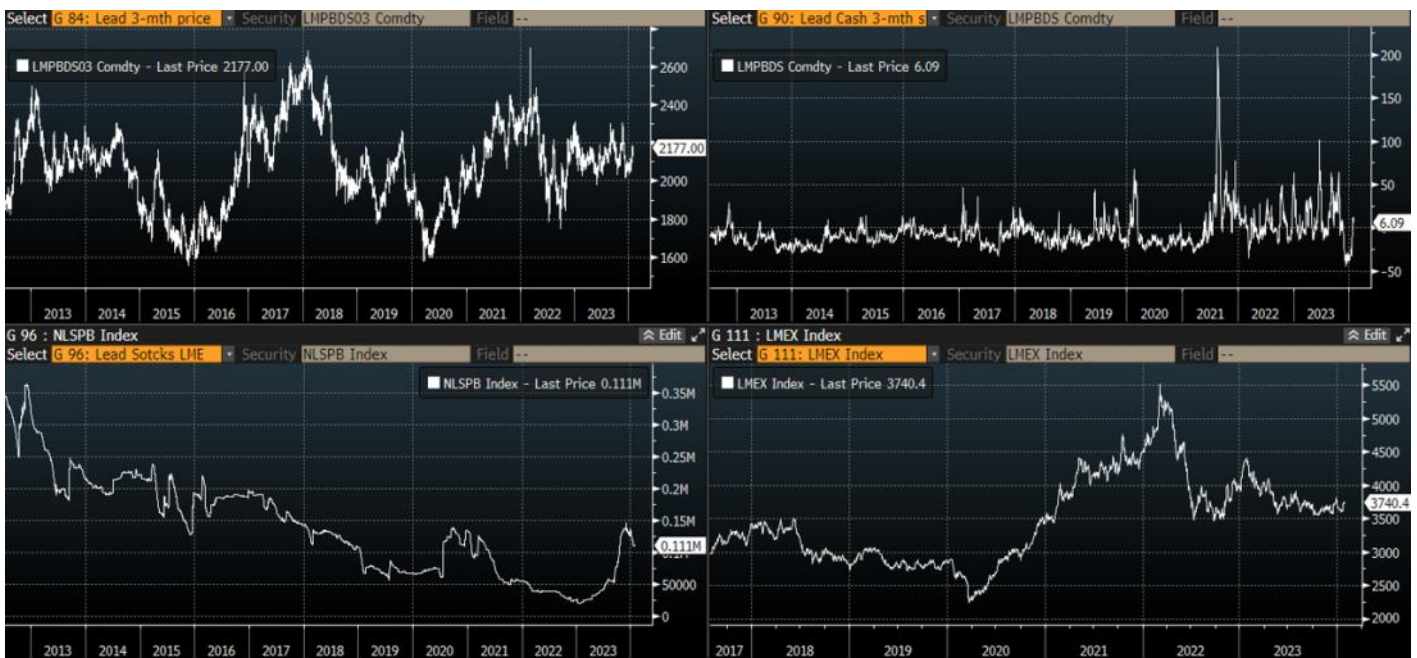 Select G 84: Lead 3-mth price Security LMPBDS03 Comdty Field --
LMPBDS03 Comdty - Last Price 2177.00
2600
2400
2177.00
2000
1800
1600
2013 2014 2015 2016 2017 2018 2019 2020 2021 2022 2023
Select G 90: Lead Cash 3-mth s Security LMPBDS Comdty Field --
LMPBDS Comdty - Last Price 6.09
200
150
100
50
6.09
-50
2013 2014 2015 2016 2017 2018 2019 2020 2021 2022 2023
G 96 : NLSPB Index Edit
Select G 96: Lead Sotcks LME Security NLSPB Index Field --
NLSPB Index - Last Price 0.111M
0.35M
0.3M
0.25M
0.2M
0.15M
0.111M
50000
0
2013 2014 2015 2016 2017 2018 2019 2020 2021 2022 2023
G 111 : LMEX Index Edit
Select G 111: LMEX Index Security LMEX Index Field --
LMEX Index - Last Price 3740.4
5500
5000
4500
4000
3740.4
3500
3000
2500
2000
2017 2018 2019 2020 2021 2022 2023